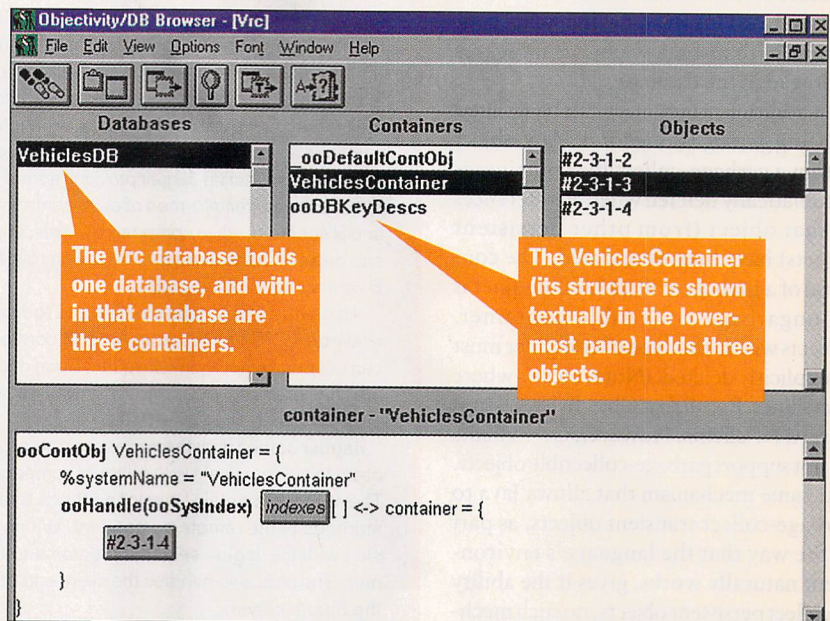 Objectivity/DB Browser - [Vrc]
File Edit View Options Font Window Help
Databases
Containers
Objects
VehiclesDB
_ooDefaultContObj
VehiclesContainer
ooDBKeyDescs
#2-3-1-2
#2-3-1-3
#2-3-1-4
The Vrc database holds
one database, and with-
in that database are
three containers.
The VehiclesContainer
(its structure is shown
textually in the lower-
most pane) holds three
objects.
container - "VehiclesContainer"
ooContObj VehiclesContainer = {
%systemName = "VehiclesContainer"
ooHandle(ooSysIndex) indexes [ ] <-> container = {
#2-3-1-4
}
}